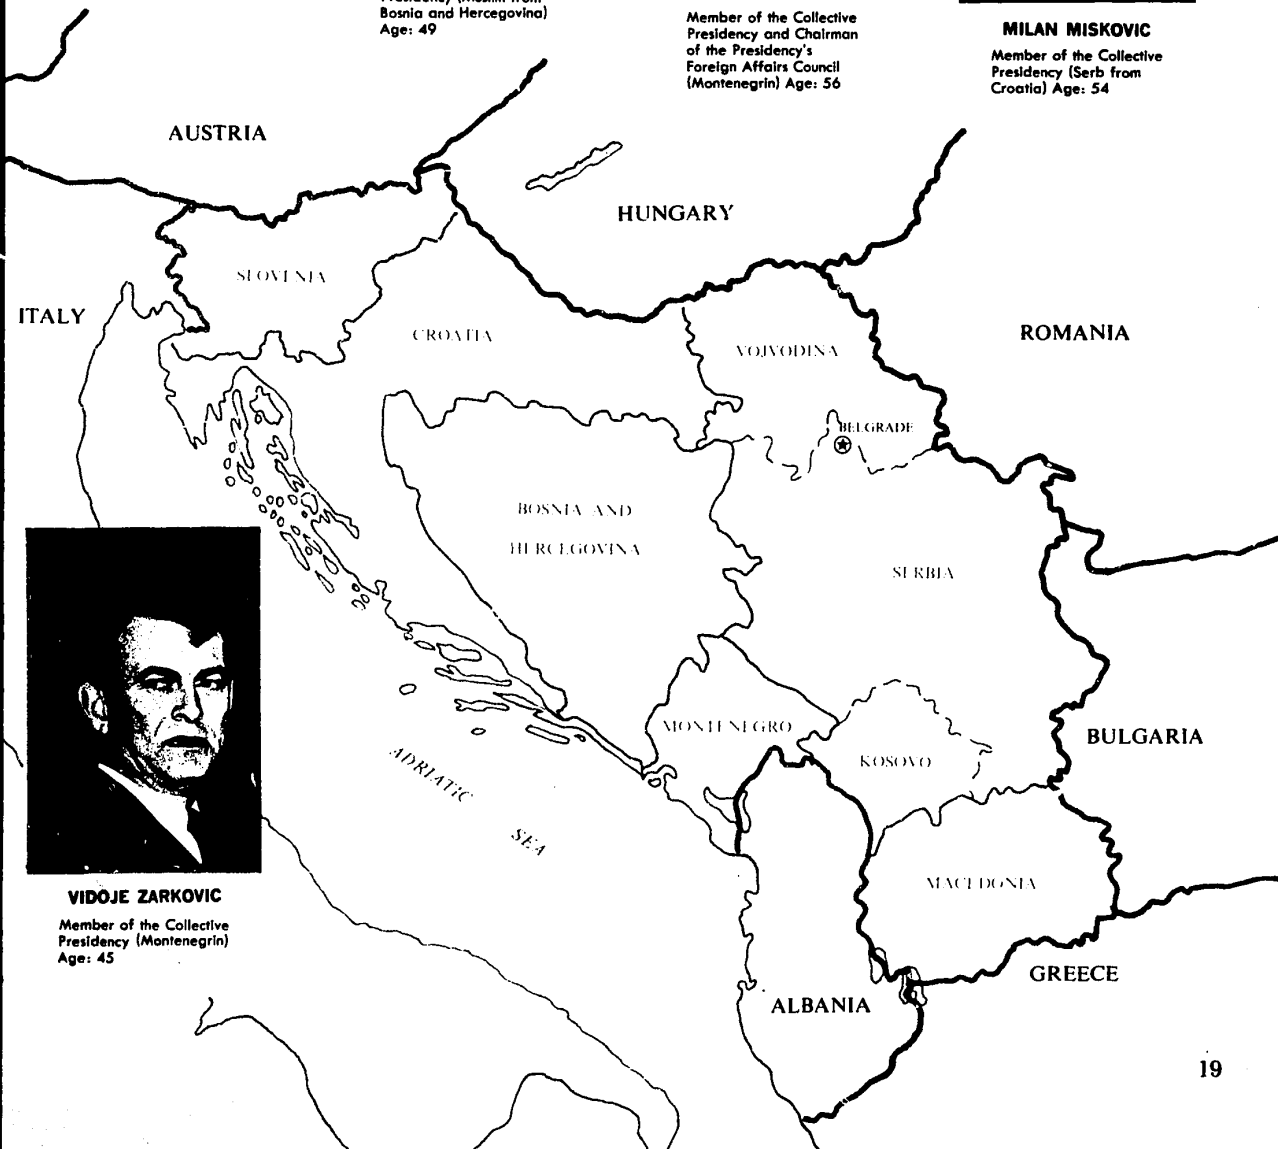 Bosnia and Hercegovina)
Age: 49
Member of the Collective
Presidency and Chairman
of the Presidency's
Foreign Affairs Council
(Montenegrin) Age: 56
MILAN MISKOVIC
Member of the Collective
Presidency (Serb from
Croatia) Age: 54
AUSTRIA
HUNGARY
SLOVENIA
ITALY
CROATIA
VOJVODINA
ROMANIA
BELGRADE
BOSNIA AND
HERCEGOVINA
SERBIA
MONTENEGRO
BULGARIA
KOSOVO
ADRIATIC
SEA
MACEDONIA
VIDOJE ZARKOVIC
Member of the Collective
Presidency (Montenegrin)
Age: 45
GREECE
ALBANIA
19